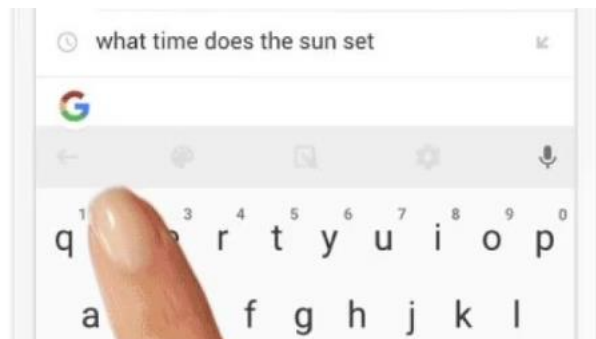 what time does the sun set
G
1 3 4 5 6 7 8 9 0
q r t y u i o p
a f g h j k l